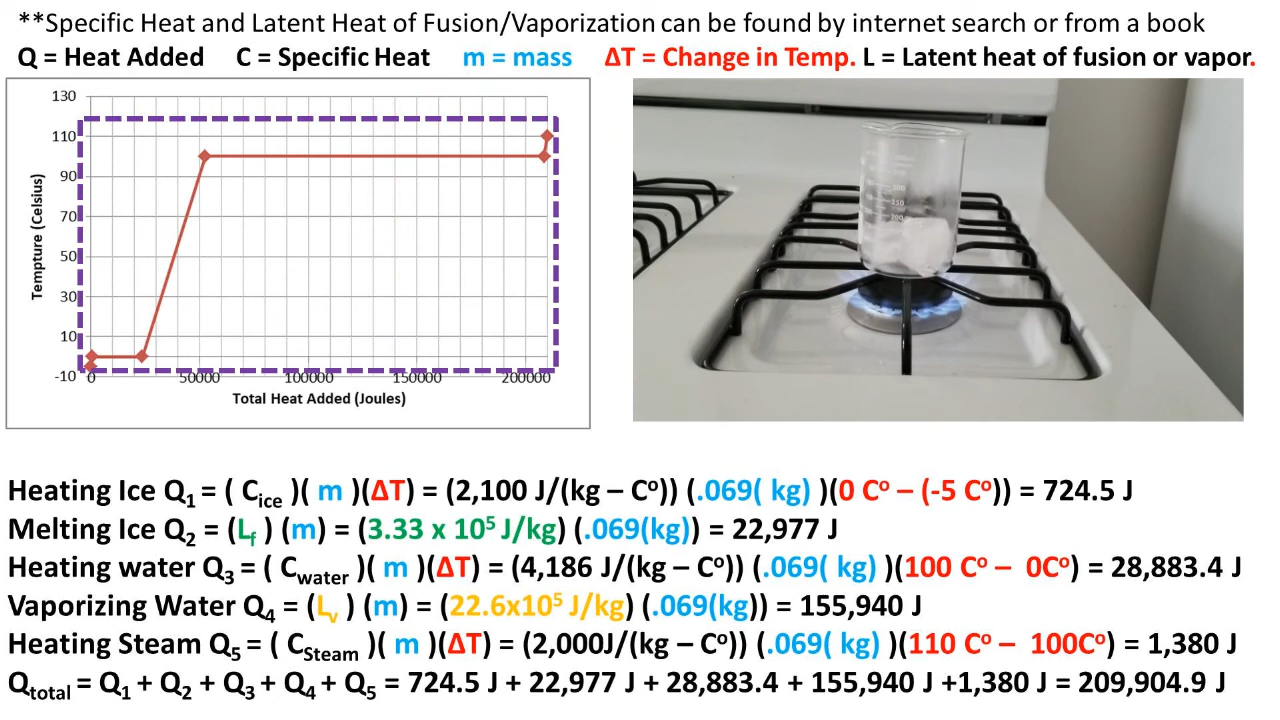 **Specific Heat and Latent Heat of Fusion/Vaporization can be found by internet search or from a book
Q = Heat Added C = Specific Heat m = mass ΔT = Change in Temp. L = Latent heat of fusion or vapor.
130
110
90
70
50
30
10
-10
Tempture (Celsius)
0 50000 100000 150000 200000
Total Heat Added (Joules)
Heating Ice Q₁ = ( Cice )( m )(ΔT) = (2,100 J/(kg – Cº)) (.069( kg) )(0 Cº – (-5 Cº)) = 724.5 J
Melting Ice Q₂ = (Lf ) (m) = (3.33 x 10⁵ J/kg) (.069(kg)) = 22,977 J
Heating water Q₃ = ( Cwater )( m )(ΔT) = (4,186 J/(kg – Cº)) (.069( kg) )(100 Cº – 0Cº) = 28,883.4 J
Vaporizing Water Q₄ = (Lv ) (m) = (22.6x10⁵ J/kg) (.069(kg)) = 155,940 J
Heating Steam Q₅ = ( CSteam )( m )(ΔT) = (2,000J/(kg – Cº)) (.069( kg) )(110 Cº – 100Cº) = 1,380 J
Qtotal = Q₁ + Q₂ + Q₃ + Q₄ + Q₅ = 724.5 J + 22,977 J + 28,883.4 + 155,940 J +1,380 J = 209,904.9 J